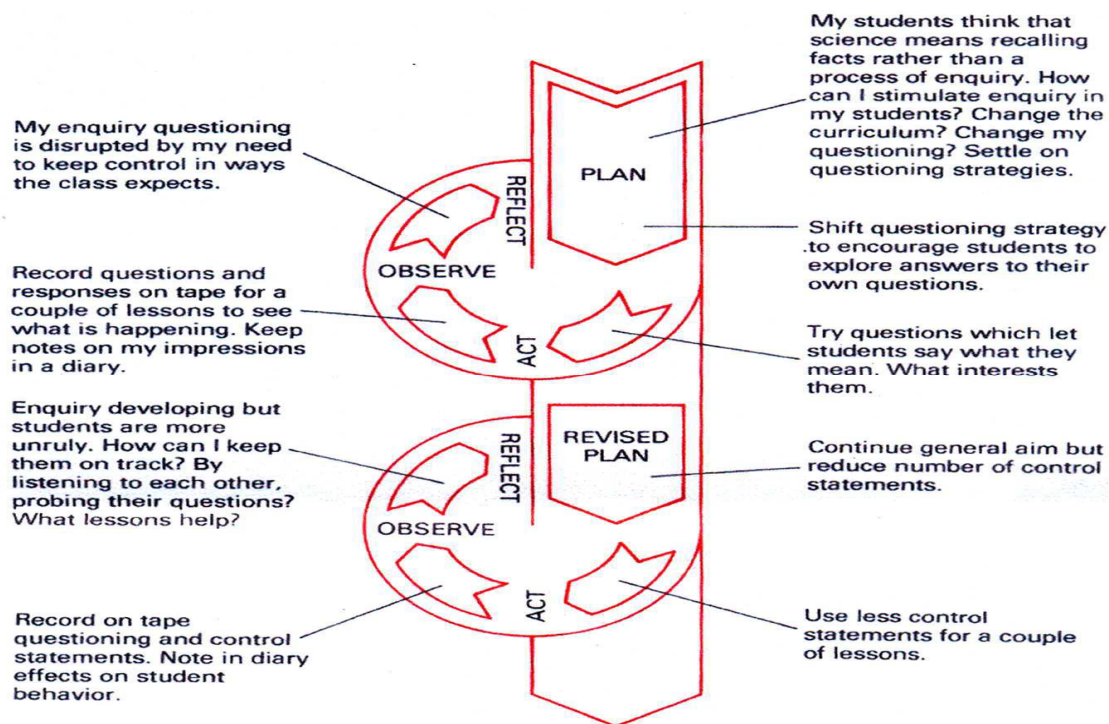 My students think that
science means recalling
facts rather than a
process of enquiry. How
can I stimulate enquiry in
my students? Change the
curriculum? Change my
questioning? Settle on
questioning strategies.
Shift questioning strategy
to encourage students to
explore answers to their
own questions.
Try questions which let
students say what they
mean. What interests
them.
PLAN
ACT
OBSERVE
REFLECT
Record questions and
responses on tape for a
couple of lessons to see
what is happening. Keep
notes on my impressions
in a diary.
My enquiry questioning
is disrupted by my need
to keep control in ways
the class expects.
REVISED
PLAN
Continue general aim but
reduce number of control
statements.
Use less control
statements for a couple
of lessons.
ACT
OBSERVE
REFLECT
Record on tape
questioning and control
statements. Note in diary
effects on student
behavior.
Enquiry developing but
students are more
unruly. How can I keep
them on track? By
listening to each other,
probing their questions?
What lessons help?